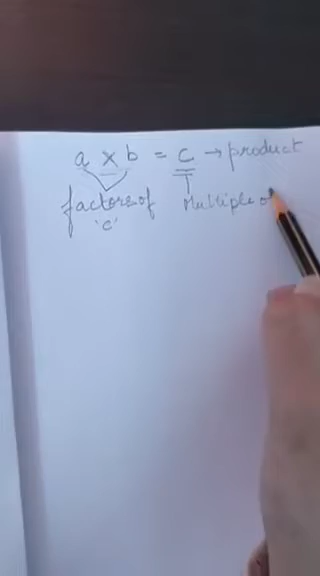 a x b = c → product
factors of Multiple of
'c'